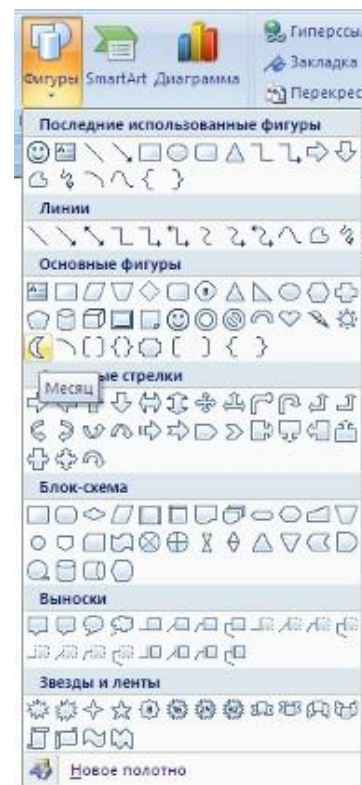 Гиперссы
Закладка
Фигуры SmartArt Диаграмма
Перекрес
Последние использованные фигуры
Линии
Основные фигуры
Месяц
ые стрелки
Блок-схема
Выноски
Звезды и ленты
Новое полотно